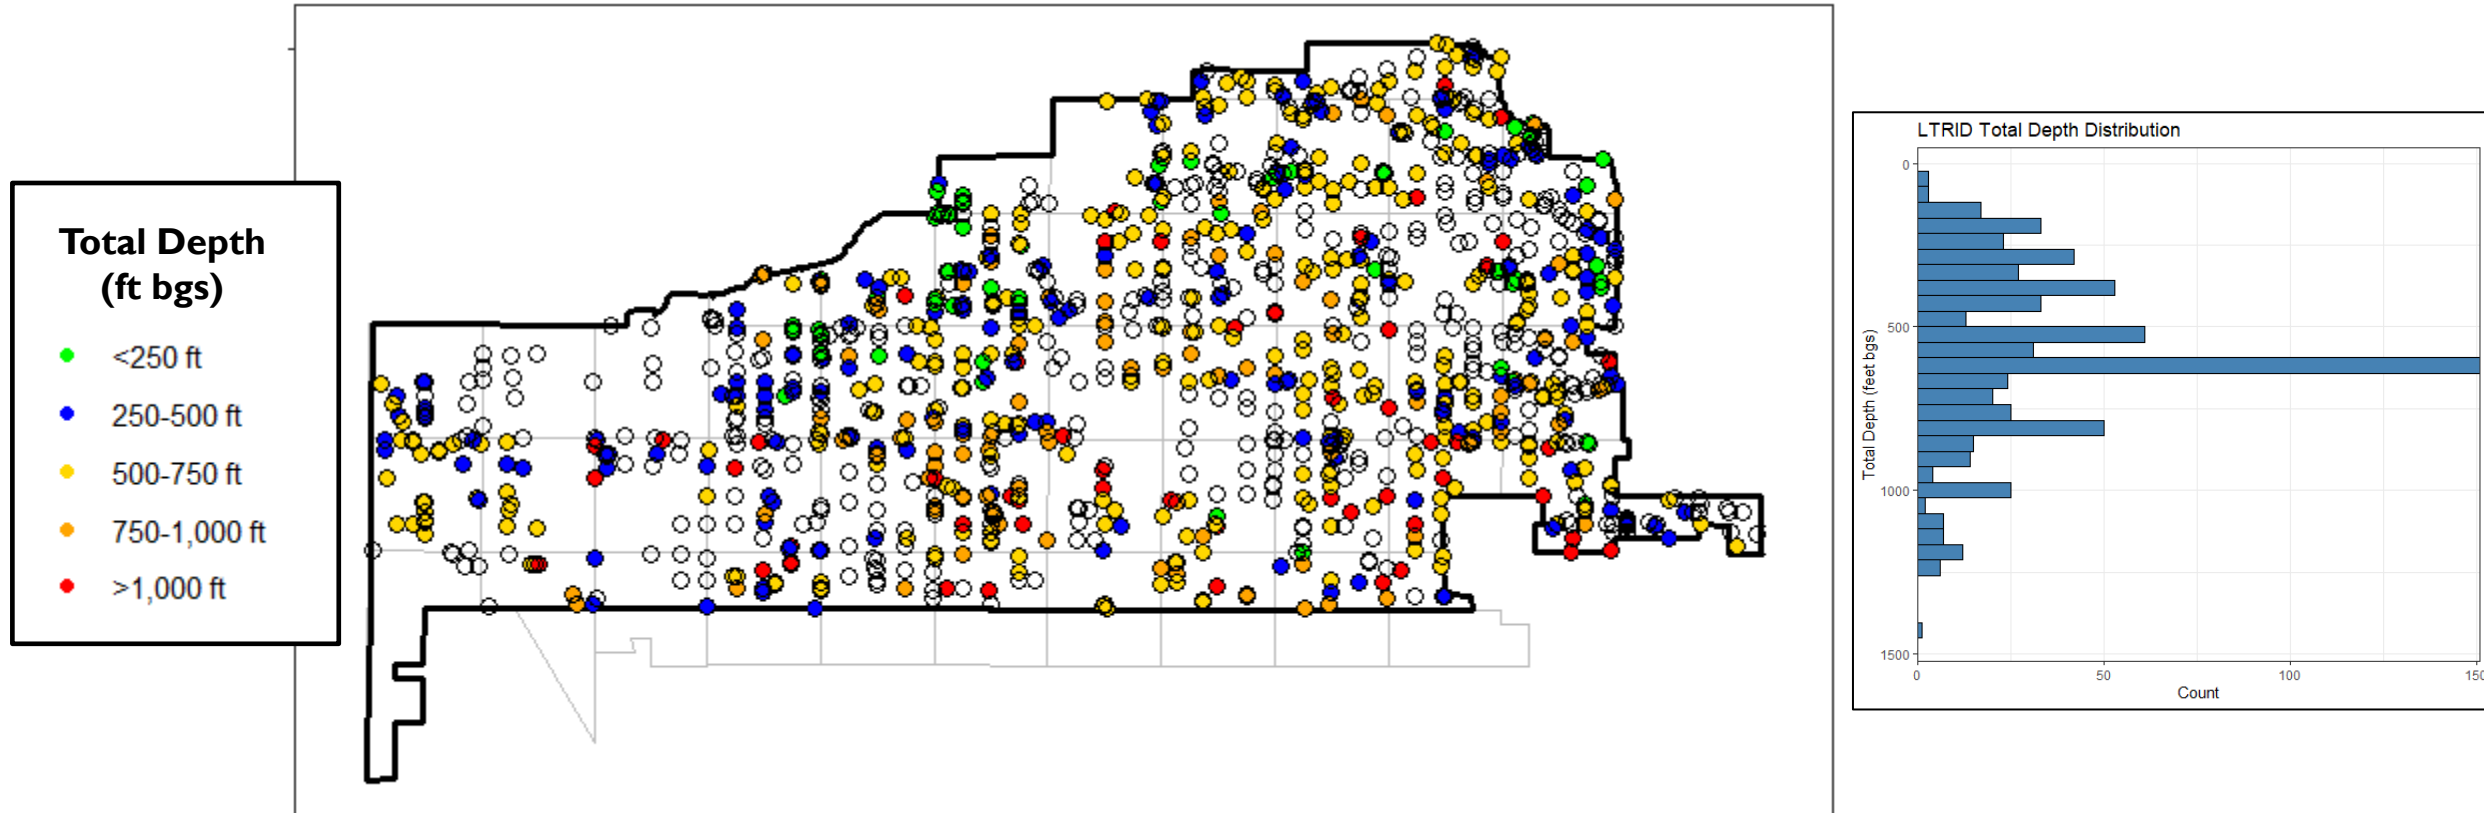 Total Depth
(ft bgs)
<250 ft
250-500 ft
500-750 ft
750-1,000 ft
>1,000 ft
LTRID Total Depth Distribution
Total Depth (feet bgs)
0
500
1000
1500
0
50
100
150
Count